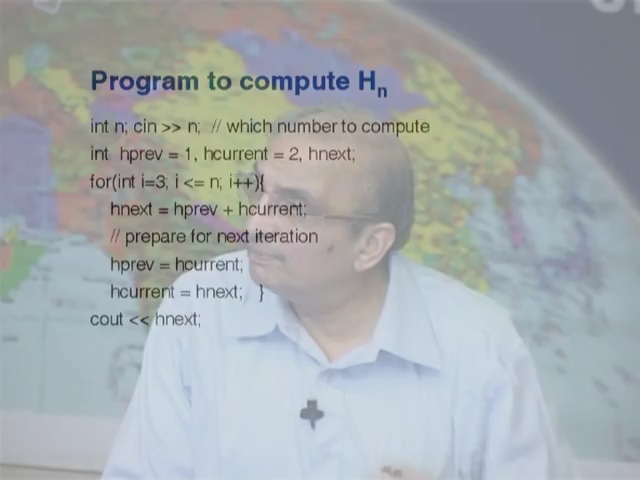 Program to compute Hn
int n; cin >> n; // which number to compute
int hprev = 1, hcurrent = 2, hnext;
for(int i=3; i <= n; i++){
hnext = hprev + hcurrent;
// prepare for next iteration
hprev = hcurrent;
hcurrent = hnext; }
cout << hnext;